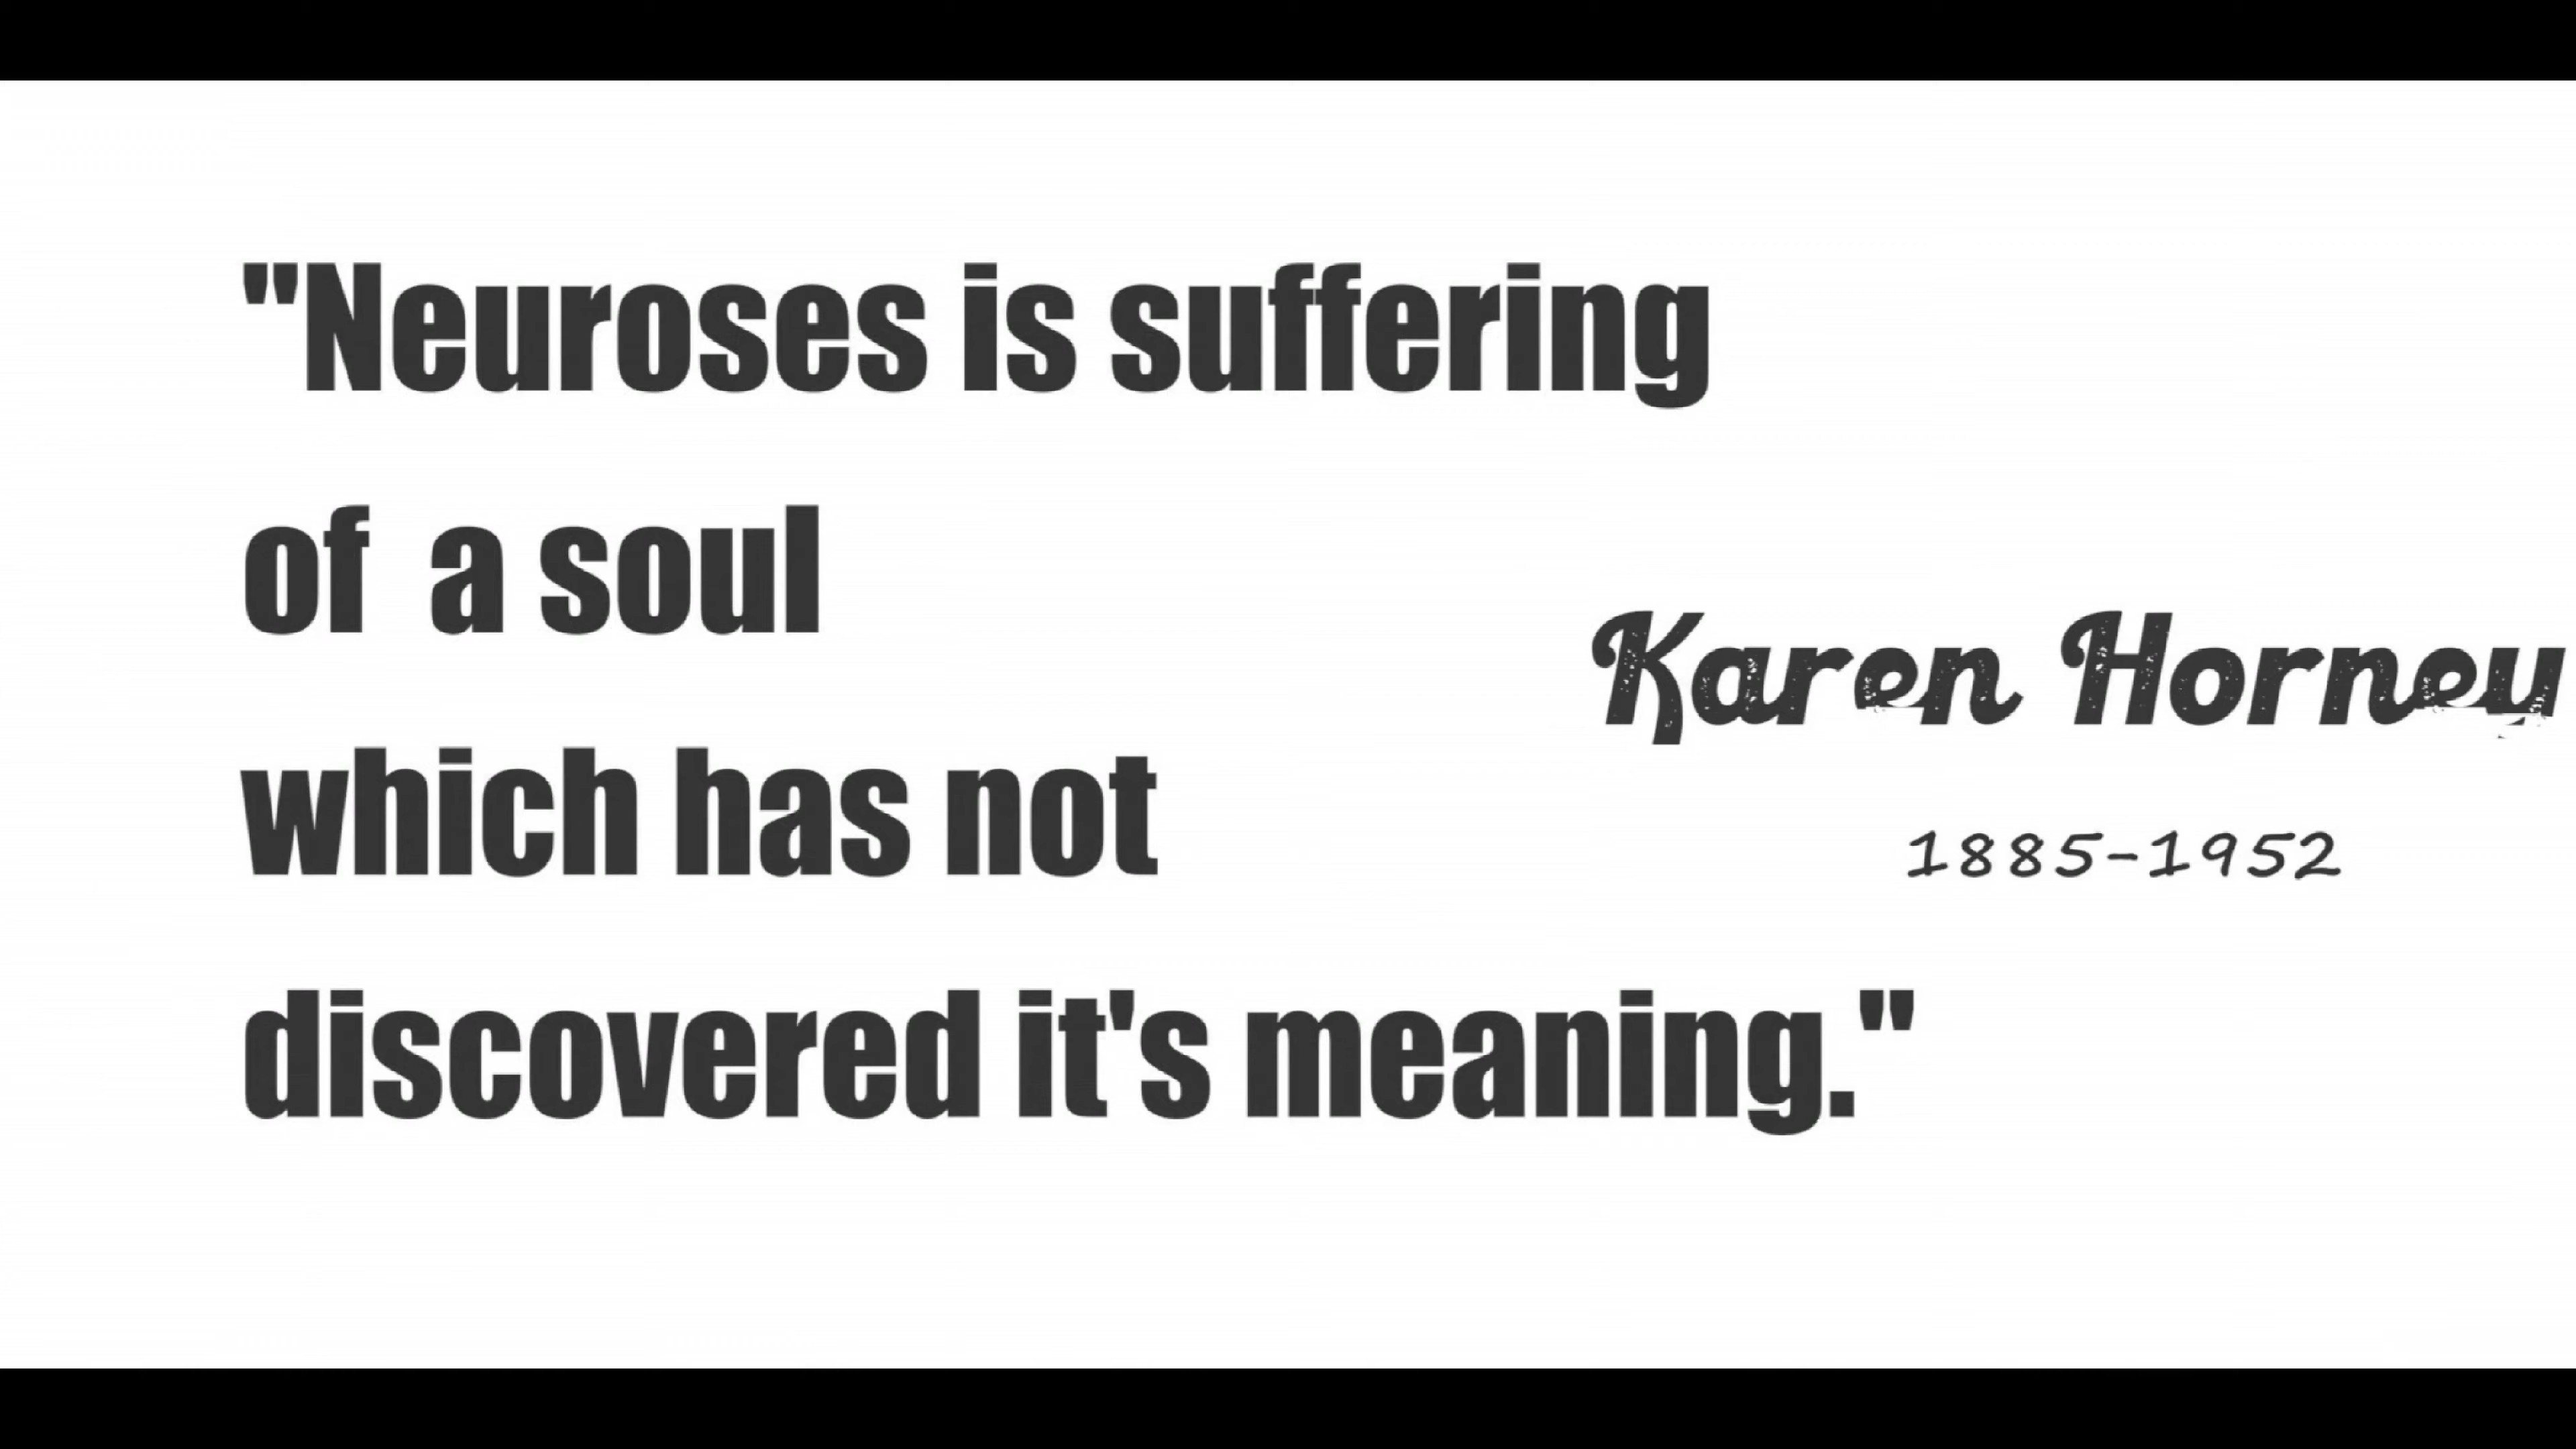 "Neuroses is suffering
of  a soul
which has not
discovered it's meaning."
Karen Horney
1885-1952